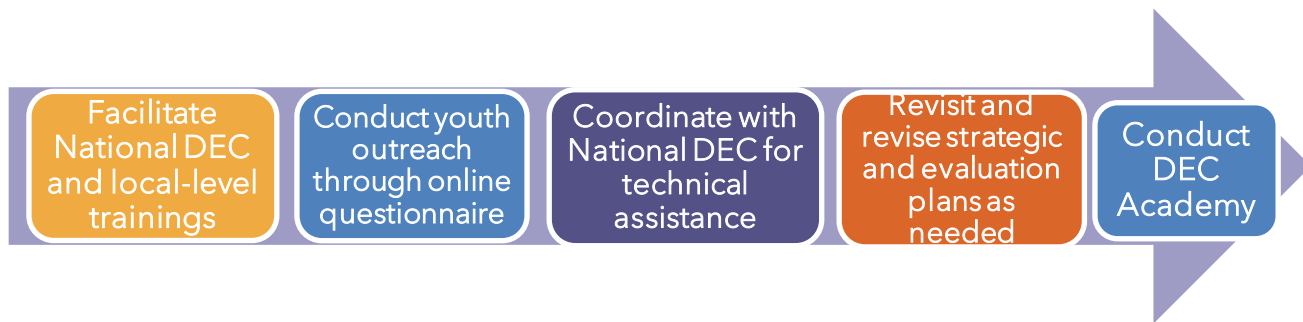 Facilitate
National DEC
and local-level
trainings
Conduct youth
outreach
through online
questionnaire
Coordinate with
National DEC for
technical
assistance
Revisit and
revise strategic
and evaluation
plans as
needed
Conduct
DEC
Academy